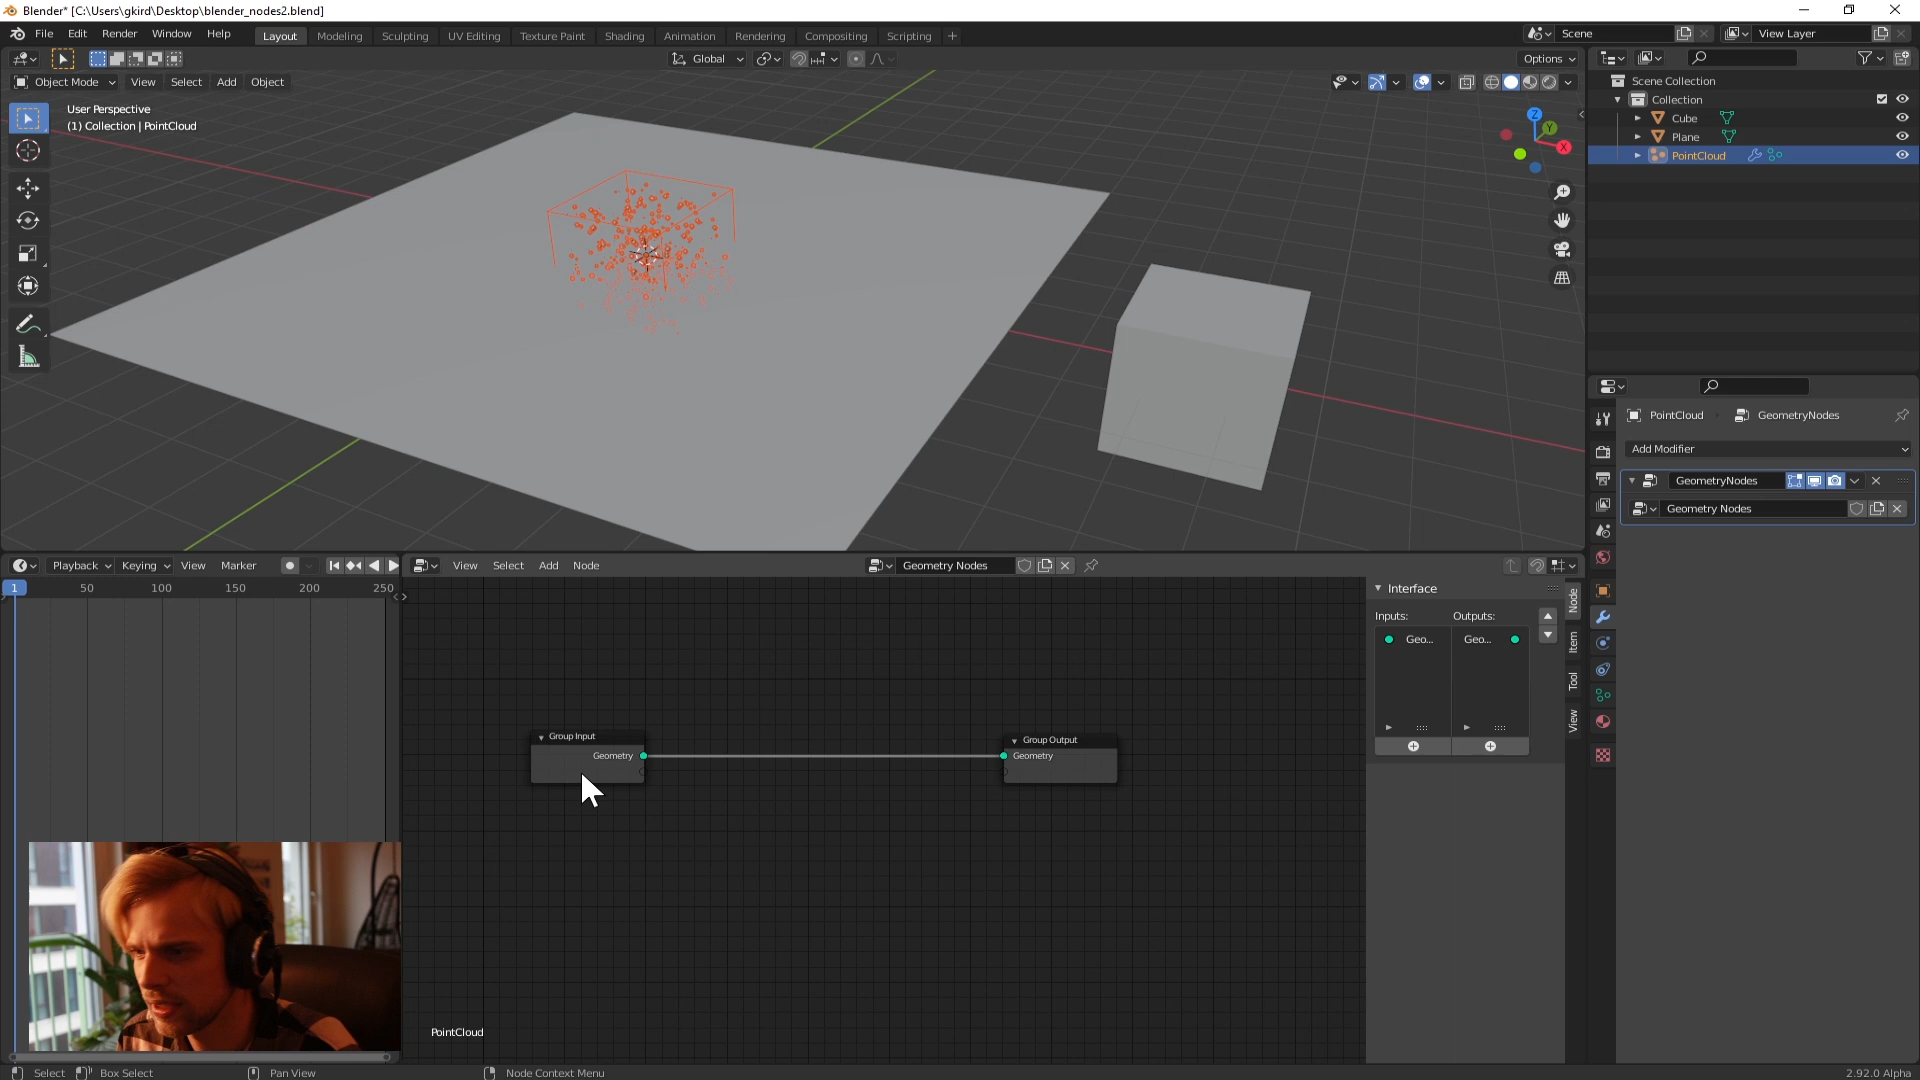 Blender* [C:\Users\gkird\Desktop\blender_nodes2.blend]
File Edit Render Window Help
Layout Modeling Sculpting UV Editing Texture Paint Shading Animation Rendering Compositing Scripting
Scene
View Layer
Global
Options
Object Mode View Select Add Object
User Perspective
(1) Collection | PointCloud
Z
Y
X
Scene Collection
Collection
Cube
Plane
PointCloud
PointCloud
GeometryNodes
Add Modifier
GeometryNodes
Geometry Nodes
Playback Keying View Marker
1 50 100 150 200 250
View Select Add Node
Geometry Nodes
Interface
Inputs: Outputs:
Geo... Geo...
Node
Item
Tool
View
Group Input
Geometry
Group Output
Geometry
PointCloud
Select Box Select Pan View Node Context Menu
2.92.0 Alpha